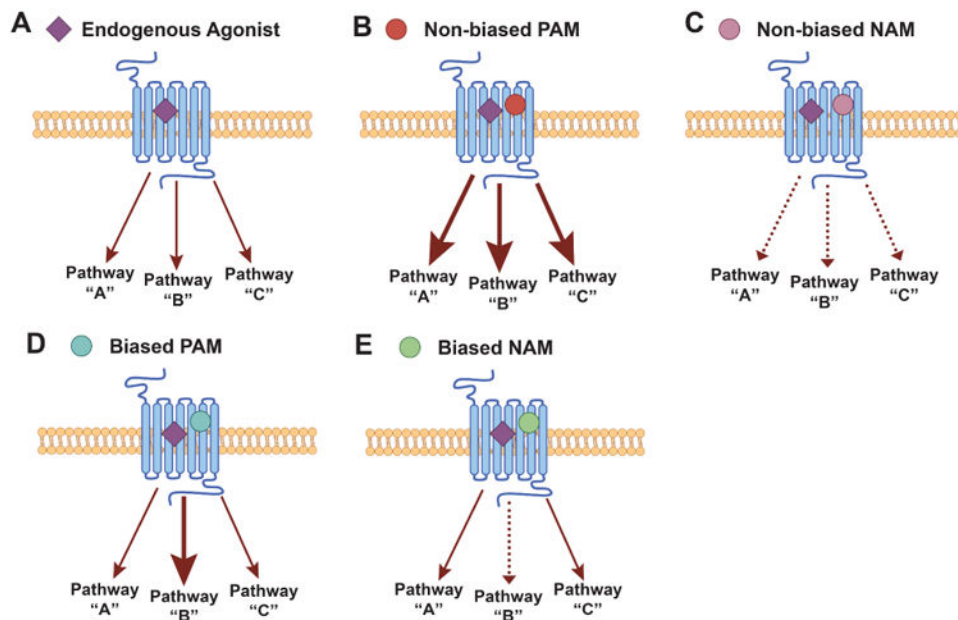 A Endogenous Agonist
B Non-biased PAM
C Non-biased NAM
Pathway
"A"
Pathway
"B"
Pathway
"C"
Pathway
"A"
Pathway
"B"
Pathway
"C"
Pathway
"A"
Pathway
"B"
Pathway
"C"
D Biased PAM
E Biased NAM
Pathway
"A"
Pathway
"B"
Pathway
"C"
Pathway
"A"
Pathway
"B"
Pathway
"C"